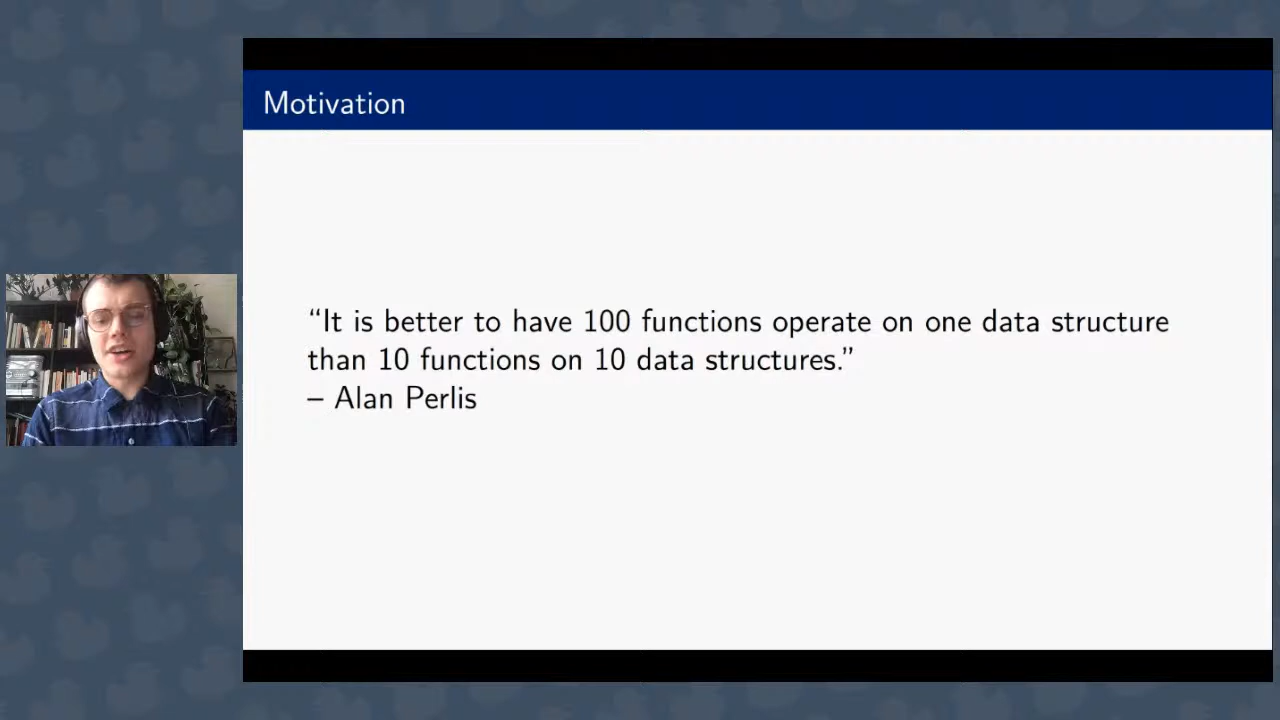 Motivation
“It is better to have 100 functions operate on one data structure
than 10 functions on 10 data structures.”
– Alan Perlis